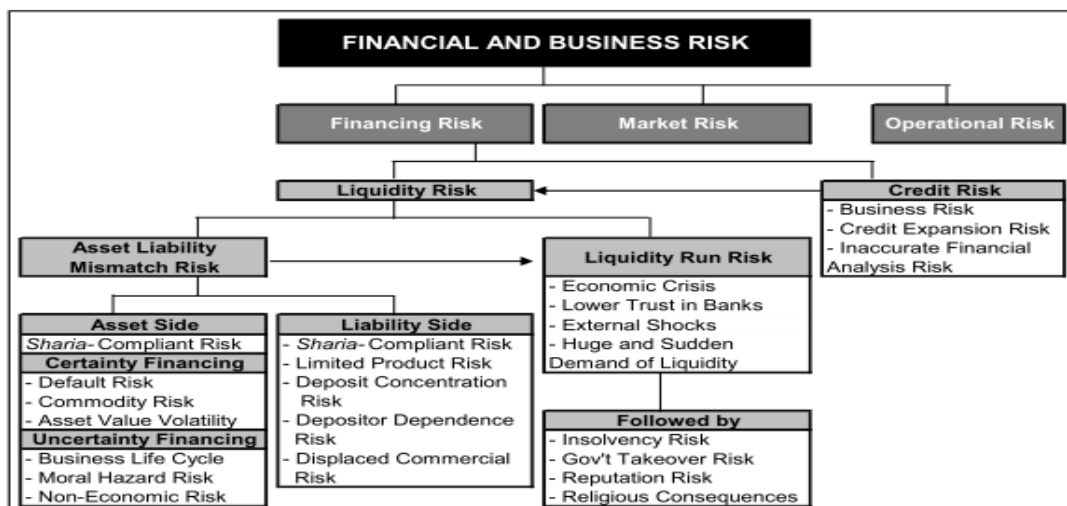 FINANCIAL AND BUSINESS RISK
Financing Risk
Market Risk
Operational Risk
Liquidity Risk
Credit Risk
- Business Risk
- Credit Expansion Risk
- Inaccurate Financial
Analysis Risk
Asset Liability
Mismatch Risk
Liquidity Run Risk
- Economic Crisis
- Lower Trust in Banks
- External Shocks
- Huge and Sudden
Demand of Liquidity
Asset Side
Sharia-Compliant Risk
Certainty Financing
- Default Risk
- Commodity Risk
- Asset Value Volatility
Uncertainty Financing
- Business Life Cycle
- Moral Hazard Risk
- Non-Economic Risk
Liability Side
- Sharia-Compliant Risk
- Limited Product Risk
- Deposit Concentration
Risk
- Depositor Dependence
Risk
- Displaced Commercial
Risk
Followed by
- Insolvency Risk
- Gov't Takeover Risk
- Reputation Risk
- Religious Consequences